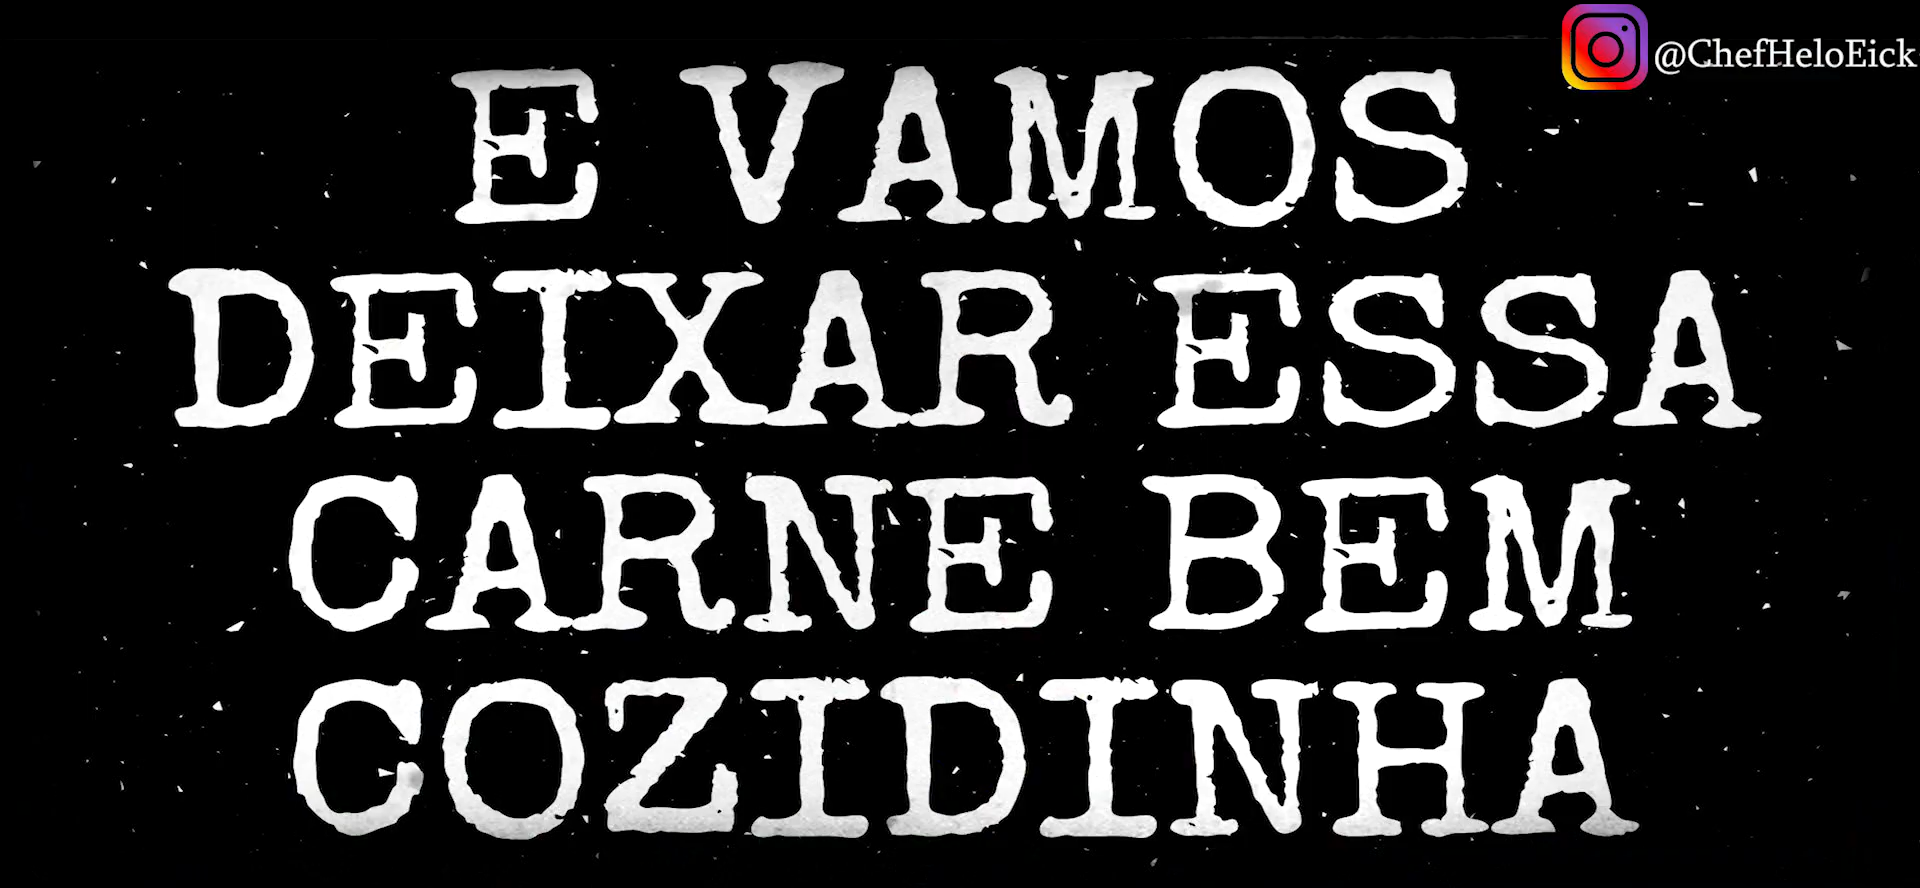 @ChefHeloEick
E VAMOS
DEIXAR ESSA
CARNE BEM
COZIDINHA